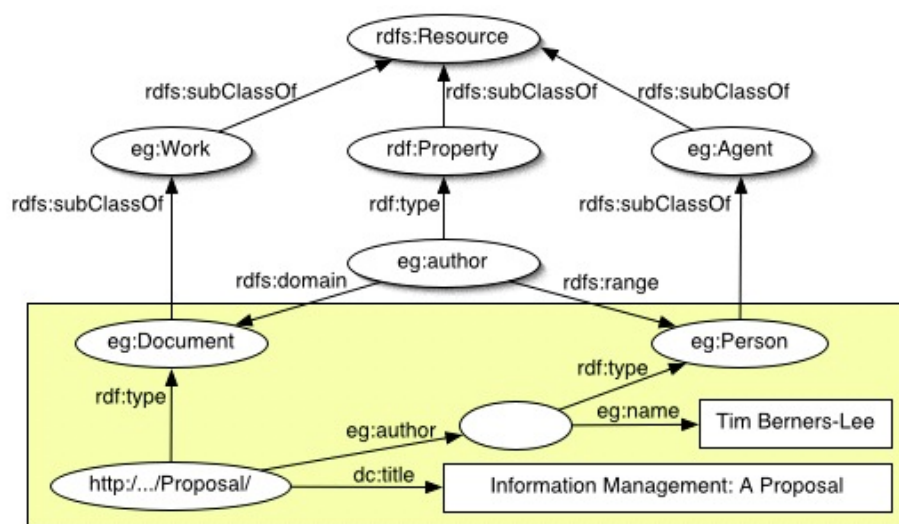 rdfs:Resource
rdfs:subClassOf
rdfs:subClassOf
rdfs:subClassOf
eg:Work
rdf:Property
eg:Agent
rdfs:subClassOf
rdf:type
rdfs:subClassOf
eg:author
rdfs:domain
rdfs:range
eg:Document
eg:Person
rdf:type
rdf:type
eg:name
Tim Berners-Lee
eg:author
http:/.../Proposal/
dc:title
Information Management: A Proposal